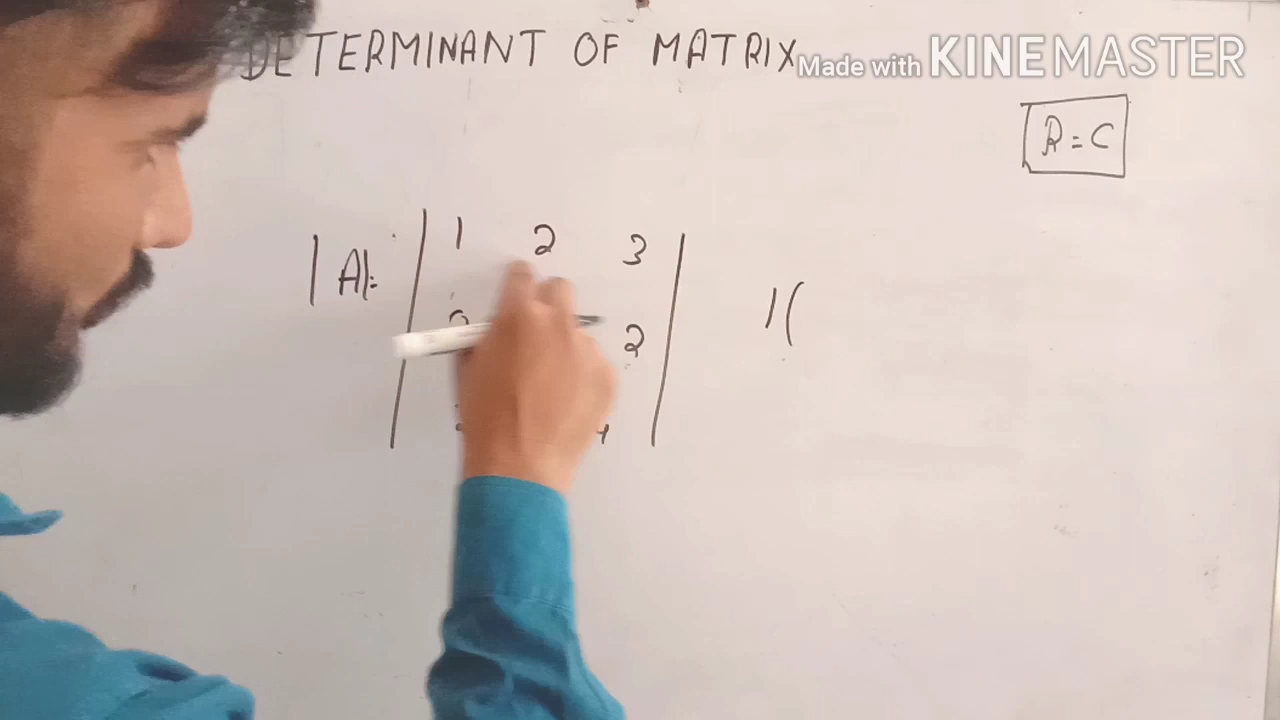 DETERMINANT OF MATRIX
Made with KINEMASTER
R = C
|A|= | 1 2 3 |
2
1(